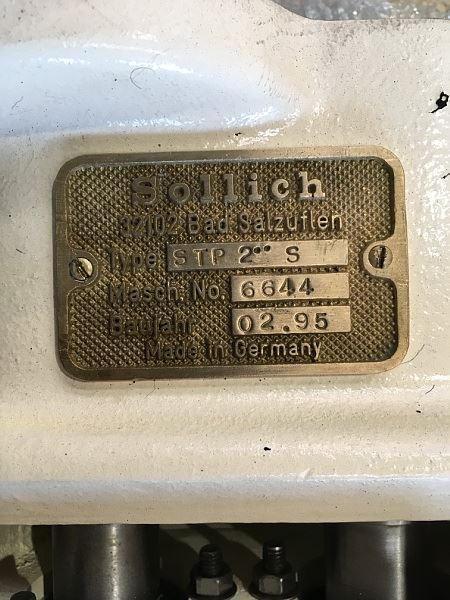 Sollich
32102 Bad Salzuflen
Type STP 2" S
Masch. No. 6644
Baujahr 02.95
Made in Germany